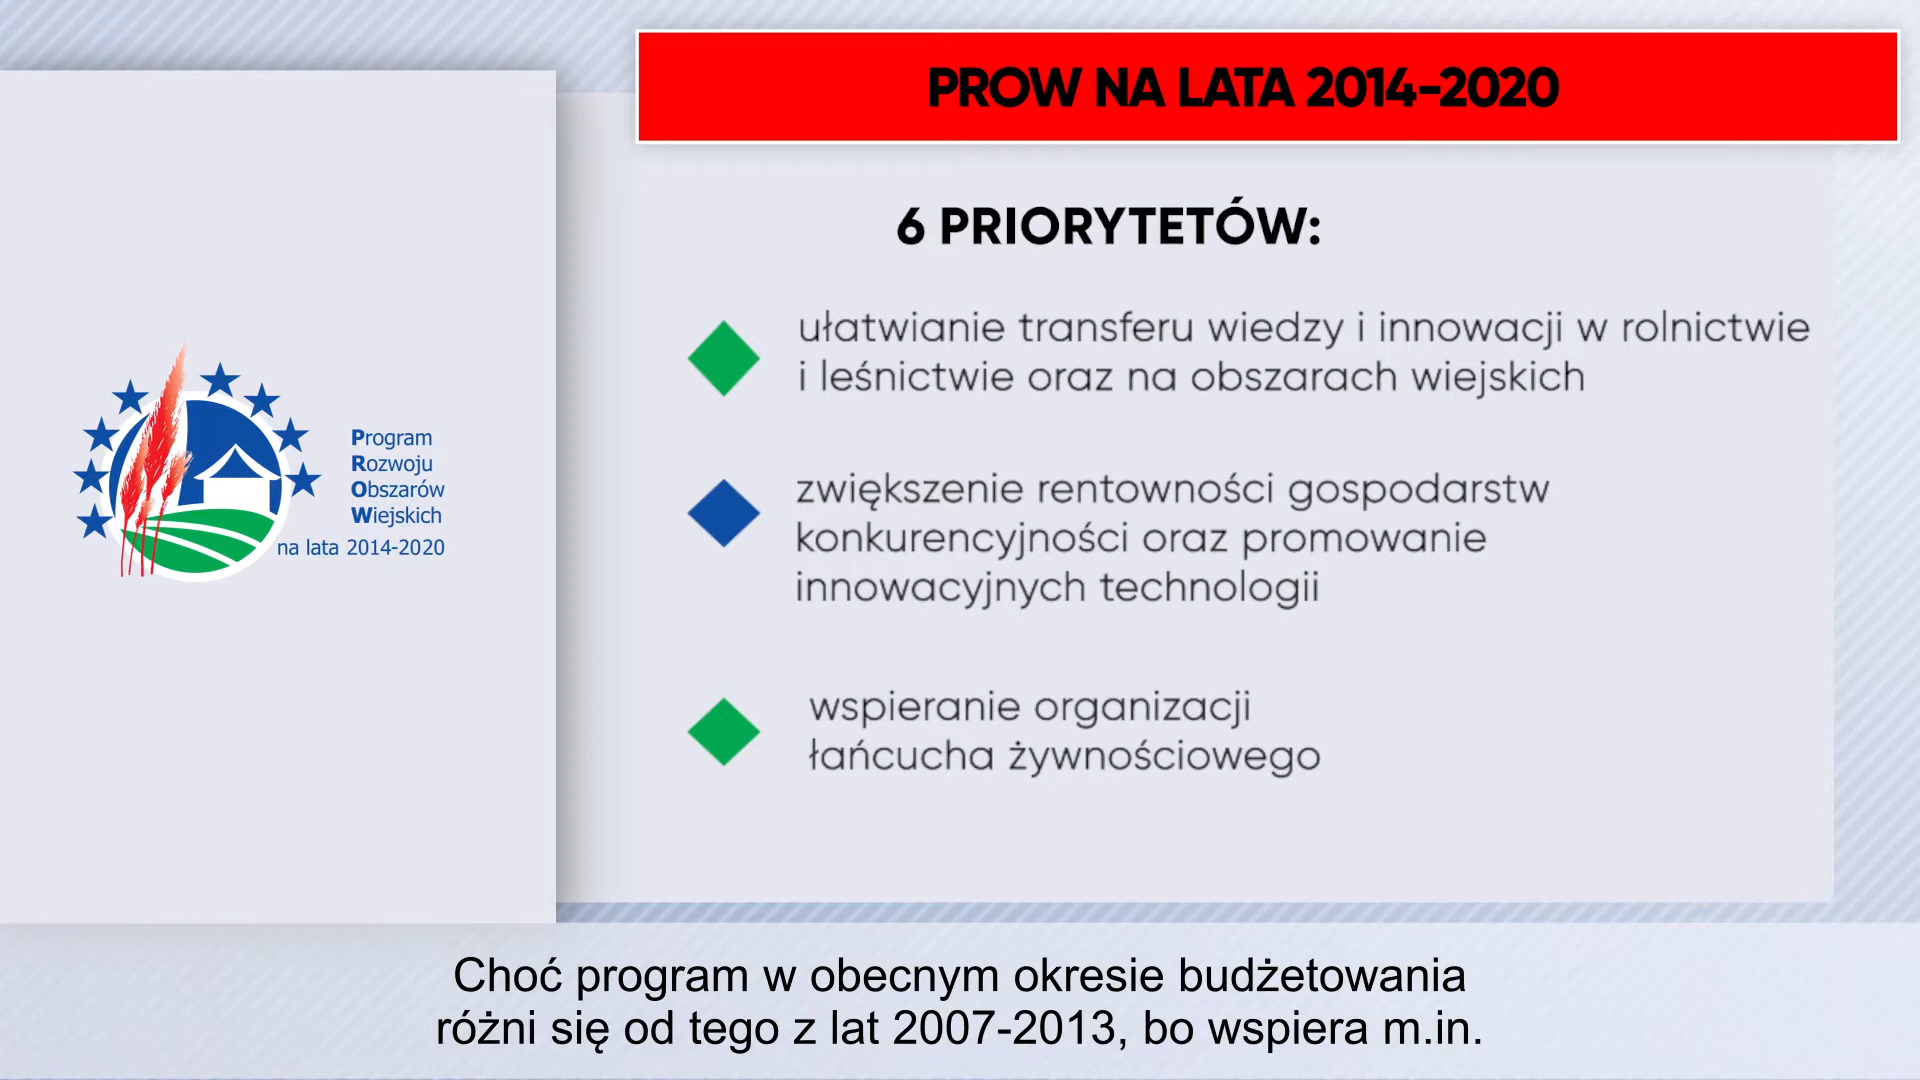 PROW NA LATA 2014-2020
6 PRIORYTETÓW:
ułatwianie transferu wiedzy i innowacji w rolnictwie
i leśnictwie oraz na obszarach wiejskich
zwiększenie rentowności gospodarstw
konkurencyjności oraz promowanie
innowacyjnych technologii
wspieranie organizacji
łańcucha żywnościowego
Program
Rozwoju
Obszarów
Wiejskich
na lata 2014-2020
Choć program w obecnym okresie budżetowania
różni się od tego z lat 2007-2013, bo wspiera m.in.